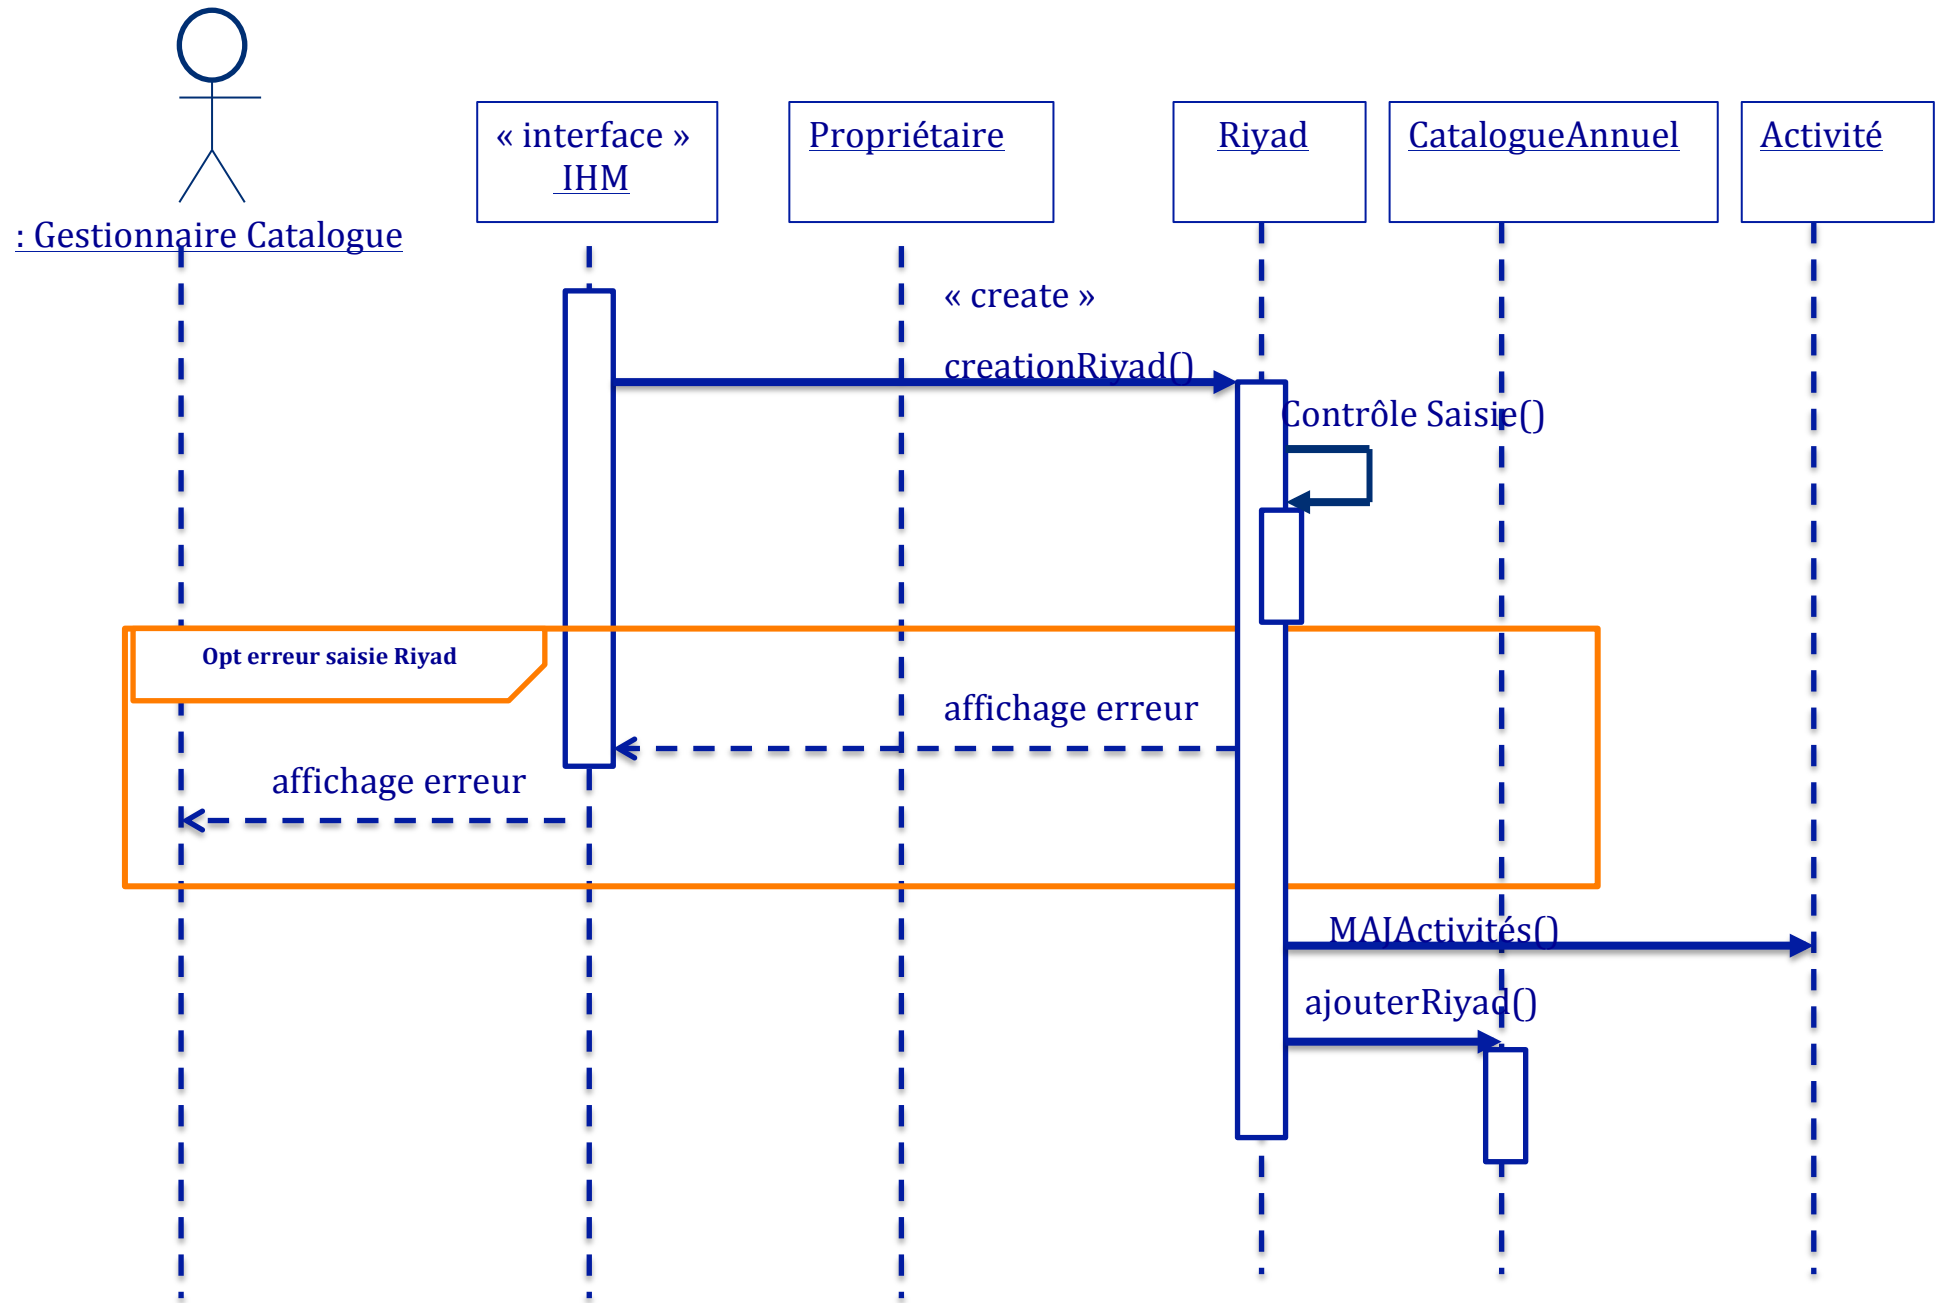 : Gestionnaire Catalogue
« interface »
IHM
Propriétaire
Riyad
CatalogueAnnuel
Activité
« create »
creationRiyad()
Contrôle Saisie()
Opt erreur saisie Riyad
affichage erreur
affichage erreur
MAJActivités()
ajouterRiyad()